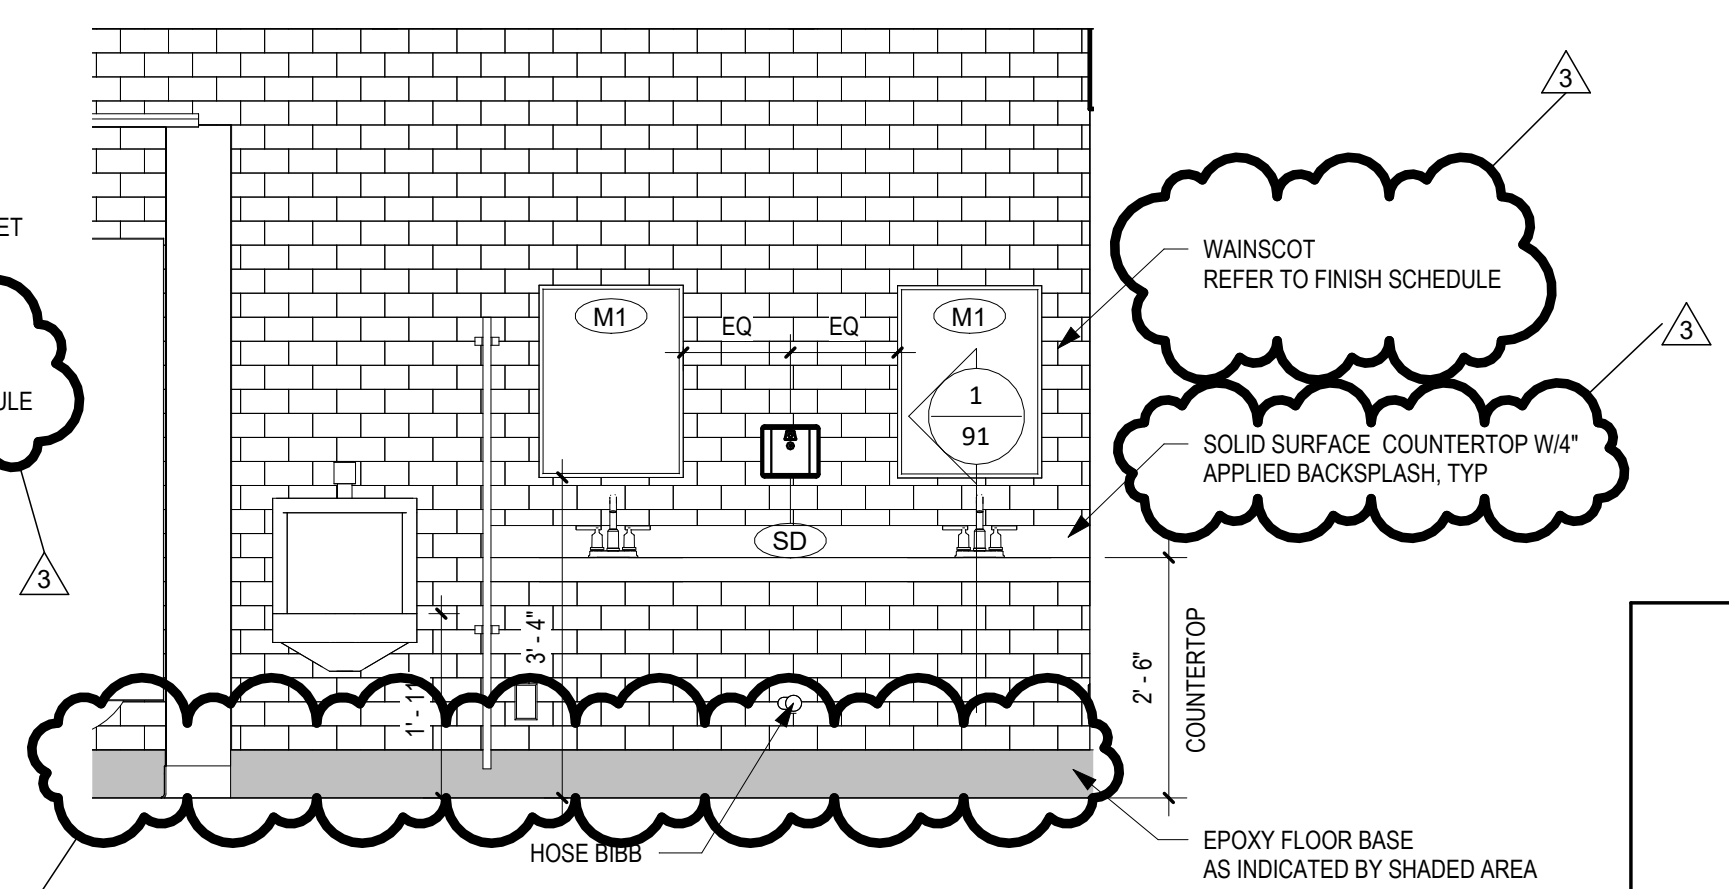 3
WAINSCOT
REFER TO FINISH SCHEDULE
3
M1
EQ
EQ
M1
1
91
SOLID SURFACE COUNTERTOP W/4"
APPLIED BACKSPLASH, TYP
SD
3
3' - 4"
1' - 11
2' - 6"
COUNTERTOP
HOSE BIBB
EPOXY FLOOR BASE
AS INDICATED BY SHADED AREA
ET
ULE